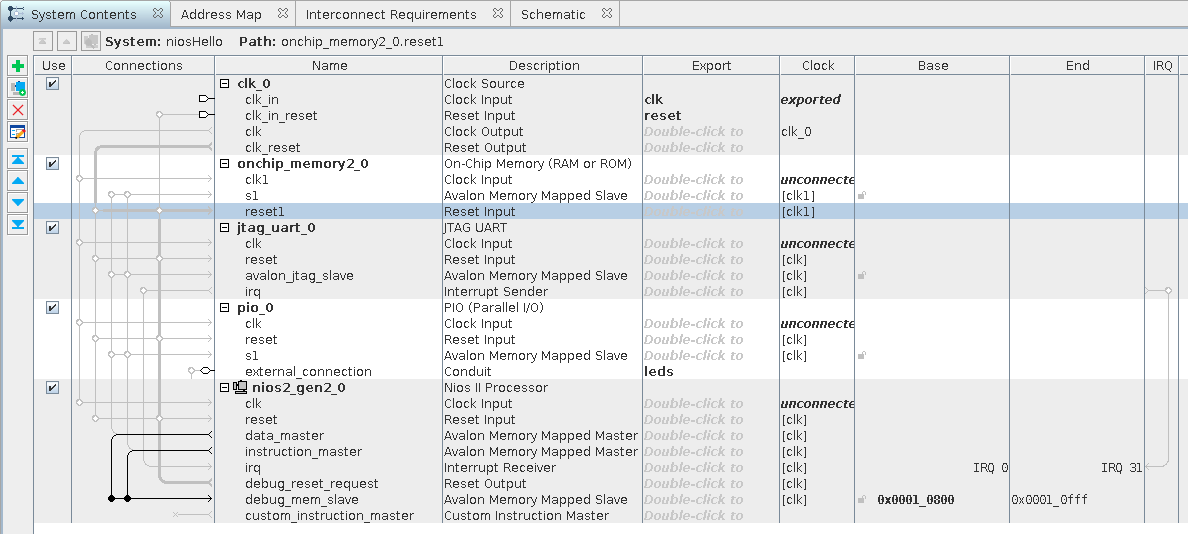 System Contents Address Map Interconnect Requirements Schematic
System: niosHello Path: onchip_memory2_0.reset1
Use Connections Name Description Export Clock Base End IRQ
clk_0 Clock Source
clk_in Clock Input clk exported
clk_in_reset Reset Input reset
clk Clock Output Double-click to clk_0
clk_reset Reset Output Double-click to
onchip_memory2_0 On-Chip Memory (RAM or ROM)
clk1 Clock Input Double-click to unconnecte
s1 Avalon Memory Mapped Slave Double-click to [clk1]
reset1 Reset Input Double-click to [clk1]
jtag_uart_0 JTAG UART
clk Clock Input Double-click to unconnecte
reset Reset Input Double-click to [clk]
avalon_jtag_slave Avalon Memory Mapped Slave Double-click to [clk]
irq Interrupt Sender Double-click to [clk]
pio_0 PIO (Parallel I/O)
clk Clock Input Double-click to unconnecte
reset Reset Input Double-click to [clk]
s1 Avalon Memory Mapped Slave Double-click to [clk]
external_connection Conduit leds
nios2_gen2_0 Nios II Processor
clk Clock Input Double-click to unconnecte
reset Reset Input Double-click to [clk]
data_master Avalon Memory Mapped Master Double-click to [clk]
instruction_master Avalon Memory Mapped Master Double-click to [clk]
irq Interrupt Receiver Double-click to [clk] IRQ 0 IRQ 31
debug_reset_request Reset Output Double-click to [clk]
debug_mem_slave Avalon Memory Mapped Slave Double-click to [clk] 0x0001_0800 0x0001_0fff
custom_instruction_master Custom Instruction Master Double-click to